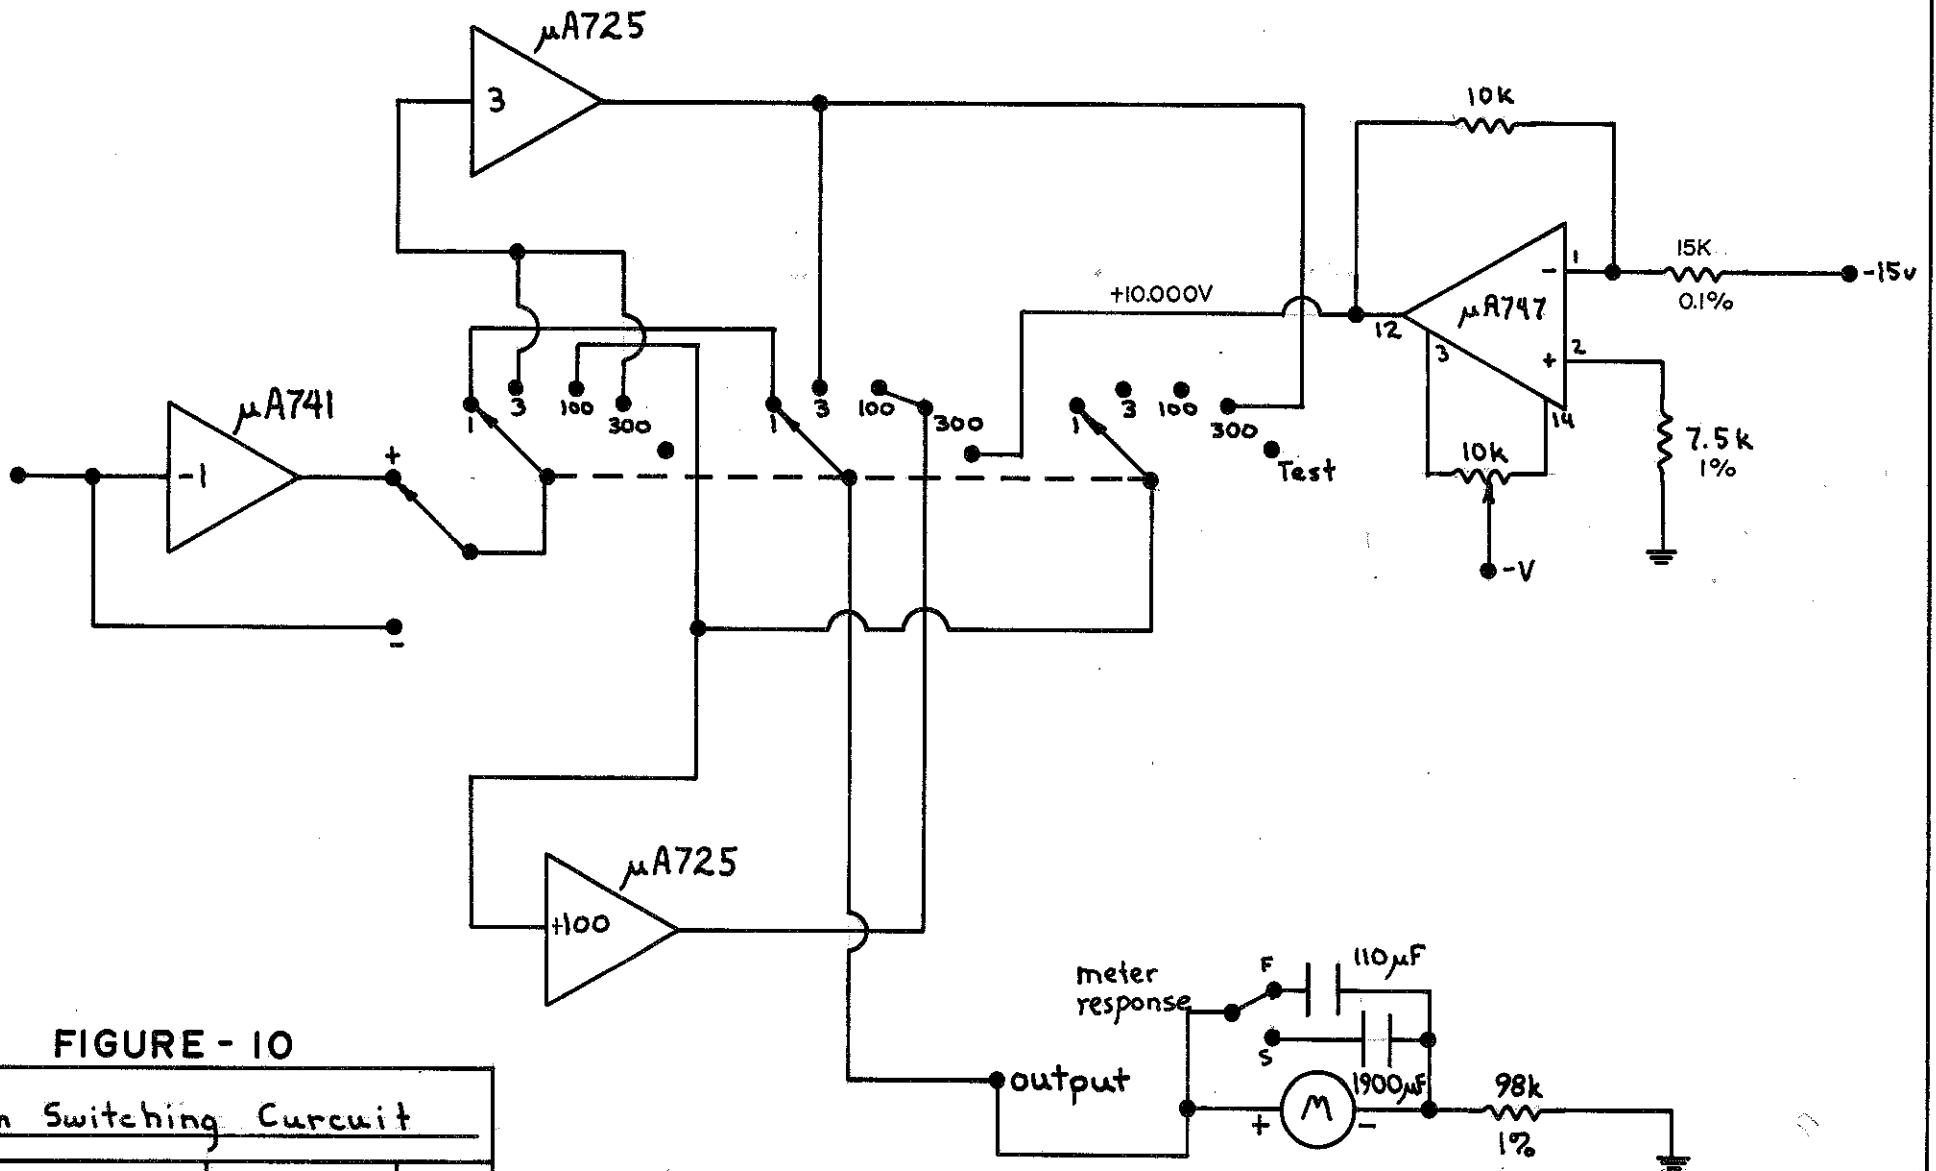 μA725
3
10k
15K
-15v
0.1%
+10.000V
1
-
μA747
12
3
+
2
14
7.5k
1%
10k
-V
μA741
-1
+
-
1
3
100
300
1
3
100
300
1
3
100
300
Test
μA725
+100
meter
response
F
110μF
S
1900μF
output
+
M
-
98k
1%
FIGURE - 10
n Switching Curcuit